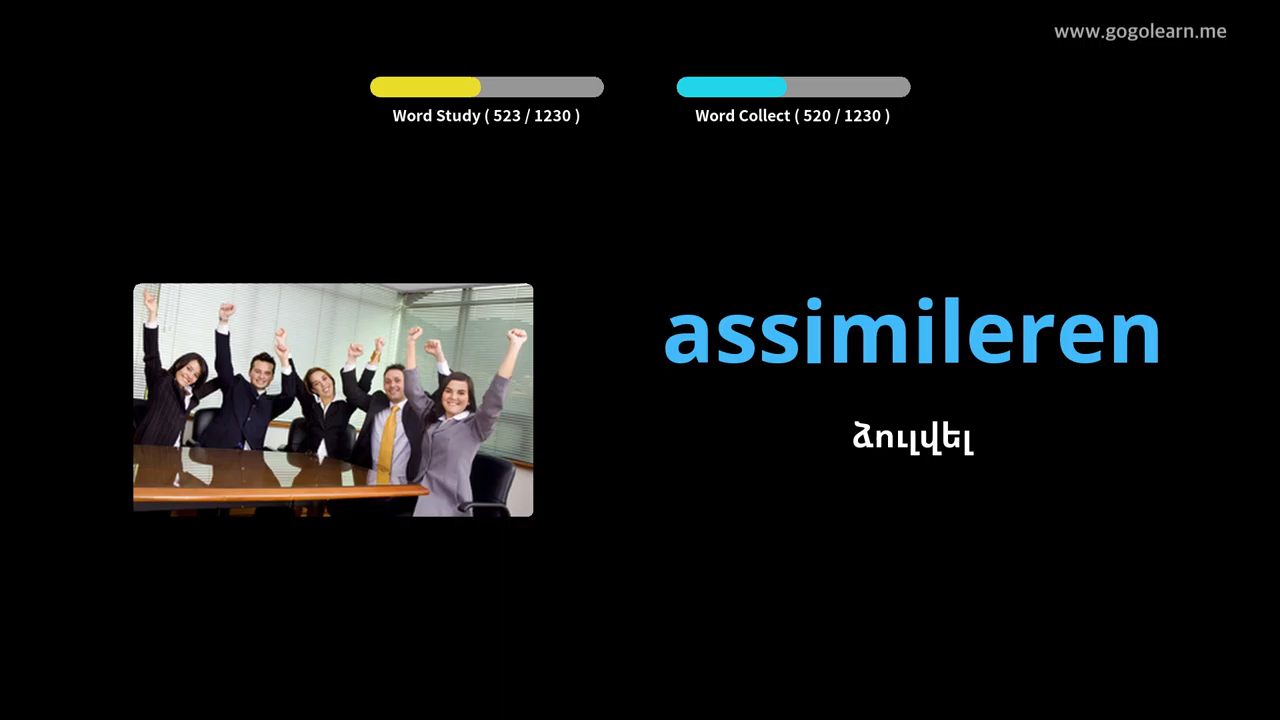 www.gogolearn.me
Word Study ( 523 / 1230 )
Word Collect ( 520 / 1230 )
assimileren
ձուլվել